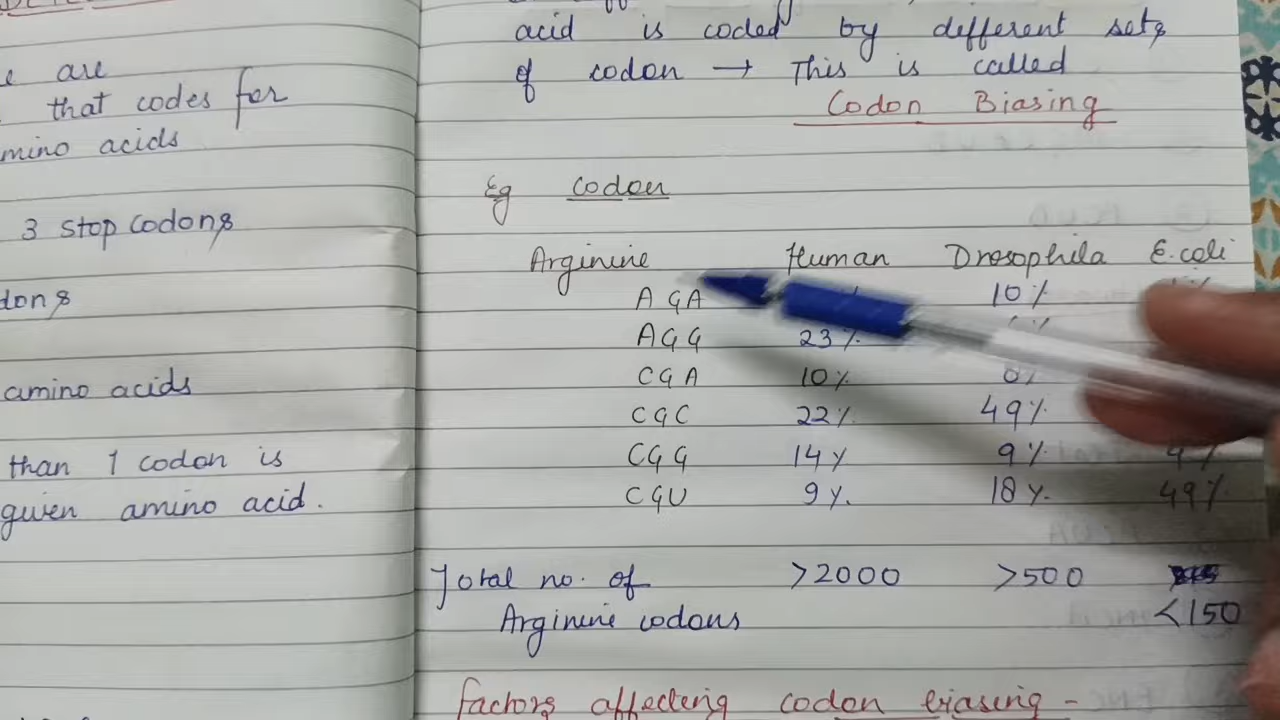 e are
that codes for
mino acids
3 stop codons
dons
amino acids
than 1 codon is
given amino acid.
acid is coded by different sets
of codon → This is called
Codon Biasing
Eg codon
Arginine Human Drosophila E.coli
AGA 10%
AGG 23%
CGA 10%
CGC 22% 49%
CGG 14% 9%
CGU 9%. 18%. 49%
Total no. of >2000 >500
Arginine codons <150
Factors affecting codon biasing -